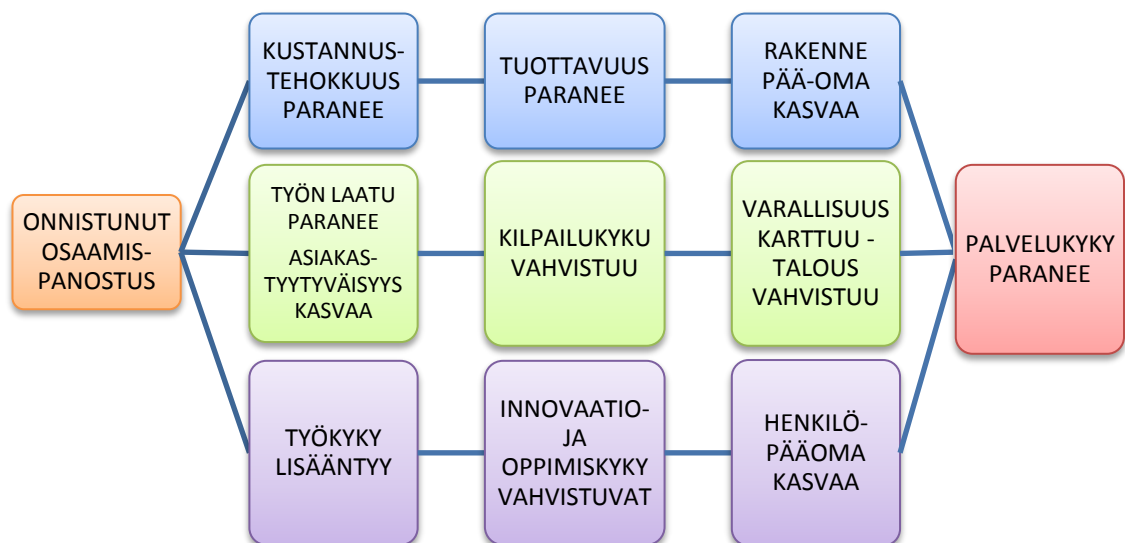 ONNISTUNUT
OSAAMIS-
PANOSTUS
KUSTANNUS-
TEHOKKUUS
PARANEE
TUOTTAVUUS
PARANEE
RAKENNE
PÄÄ-OMA
KASVAA
TYÖN LAATU
PARANEE
ASIAKAS-
TYYTYVÄISYYS
KASVAA
KILPAILUKYKU
VAHVISTUU
VARALLISUUS
KARTTUU -
TALOUS
VAHVISTUU
TYÖKYKY
LISÄÄNTYY
INNOVAATIO-
JA
OPPIMISKYKY
VAHVISTUVAT
HENKILÖ-
PÄÄOMA
KASVAA
PALVELUKYKY
PARANEE